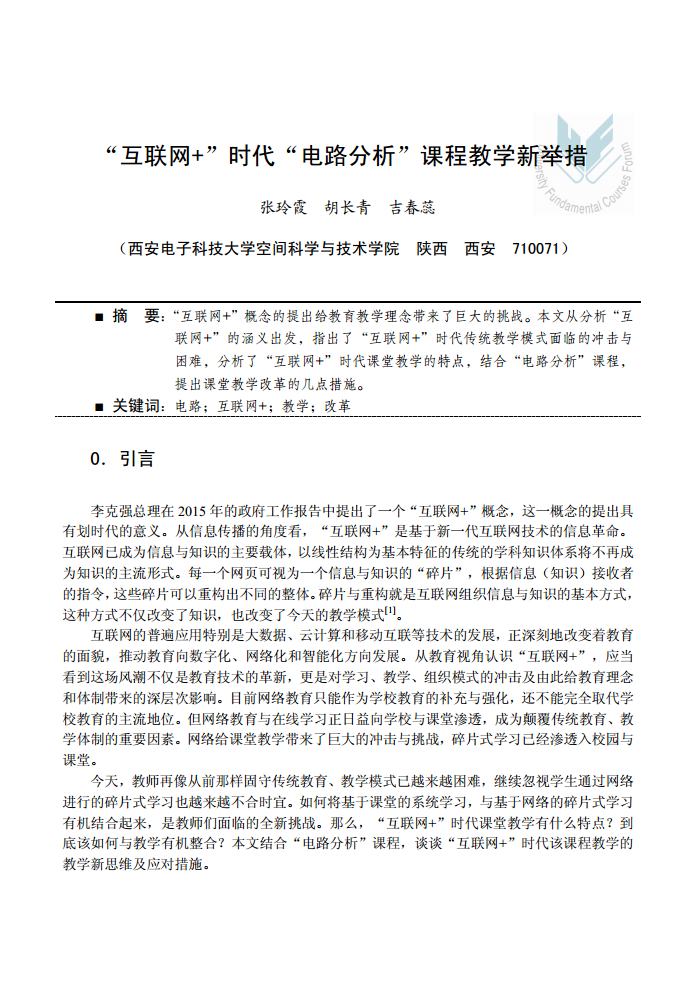 “互联网+”时代“电路分析”课程教学新举措
University Fundamental Courses Forum
张玲霞 胡长青 吉春蕊
（西安电子科技大学空间科学与技术学院 陕西 西安 710071）
■ 摘 要：“互联网+”概念的提出给教育教学理念带来了巨大的挑战。本文从分析“互
联网+”的涵义出发，指出了“互联网+”时代传统教学模式面临的冲击与
困难，分析了“互联网+”时代课堂教学的特点，结合“电路分析”课程，
提出课堂教学改革的几点措施。
■ 关键词：电路；互联网+；教学；改革
0．引言
李克强总理在 2015 年的政府工作报告中提出了一个“互联网+”概念，这一概念的提出具
有划时代的意义。从信息传播的角度看，“互联网+”是基于新一代互联网技术的信息革命。
互联网已成为信息与知识的主要载体，以线性结构为基本特征的传统的学科知识体系将不再成
为知识的主流形式。每一个网页可视为一个信息与知识的“碎片”，根据信息（知识）接收者
的指令，这些碎片可以重构出不同的整体。碎片与重构就是互联网组织信息与知识的基本方式，
这种方式不仅改变了知识，也改变了今天的教学模式[1]。
互联网的普遍应用特别是大数据、云计算和移动互联等技术的发展，正深刻地改变着教育
的面貌，推动教育向数字化、网络化和智能化方向发展。从教育视角认识“互联网+”，应当
看到这场风潮不仅是教育技术的革新，更是对学习、教学、组织模式的冲击及由此给教育理念
和体制带来的深层次影响。目前网络教育只能作为学校教育的补充与强化，还不能完全取代学
校教育的主流地位。但网络教育与在线学习正日益向学校与课堂渗透，成为颠覆传统教育、教
学体制的重要因素。网络给课堂教学带来了巨大的冲击与挑战，碎片式学习已经渗透入校园与
课堂。
今天，教师再像从前那样固守传统教育、教学模式已越来越困难，继续忽视学生通过网络
进行的碎片式学习也越来越不合时宜。如何将基于课堂的系统学习，与基于网络的碎片式学习
有机结合起来，是教师们面临的全新挑战。那么，“互联网+”时代课堂教学有什么特点？到
底该如何与教学有机整合？本文结合“电路分析”课程，谈谈“互联网+”时代该课程教学的
教学新思维及应对措施。